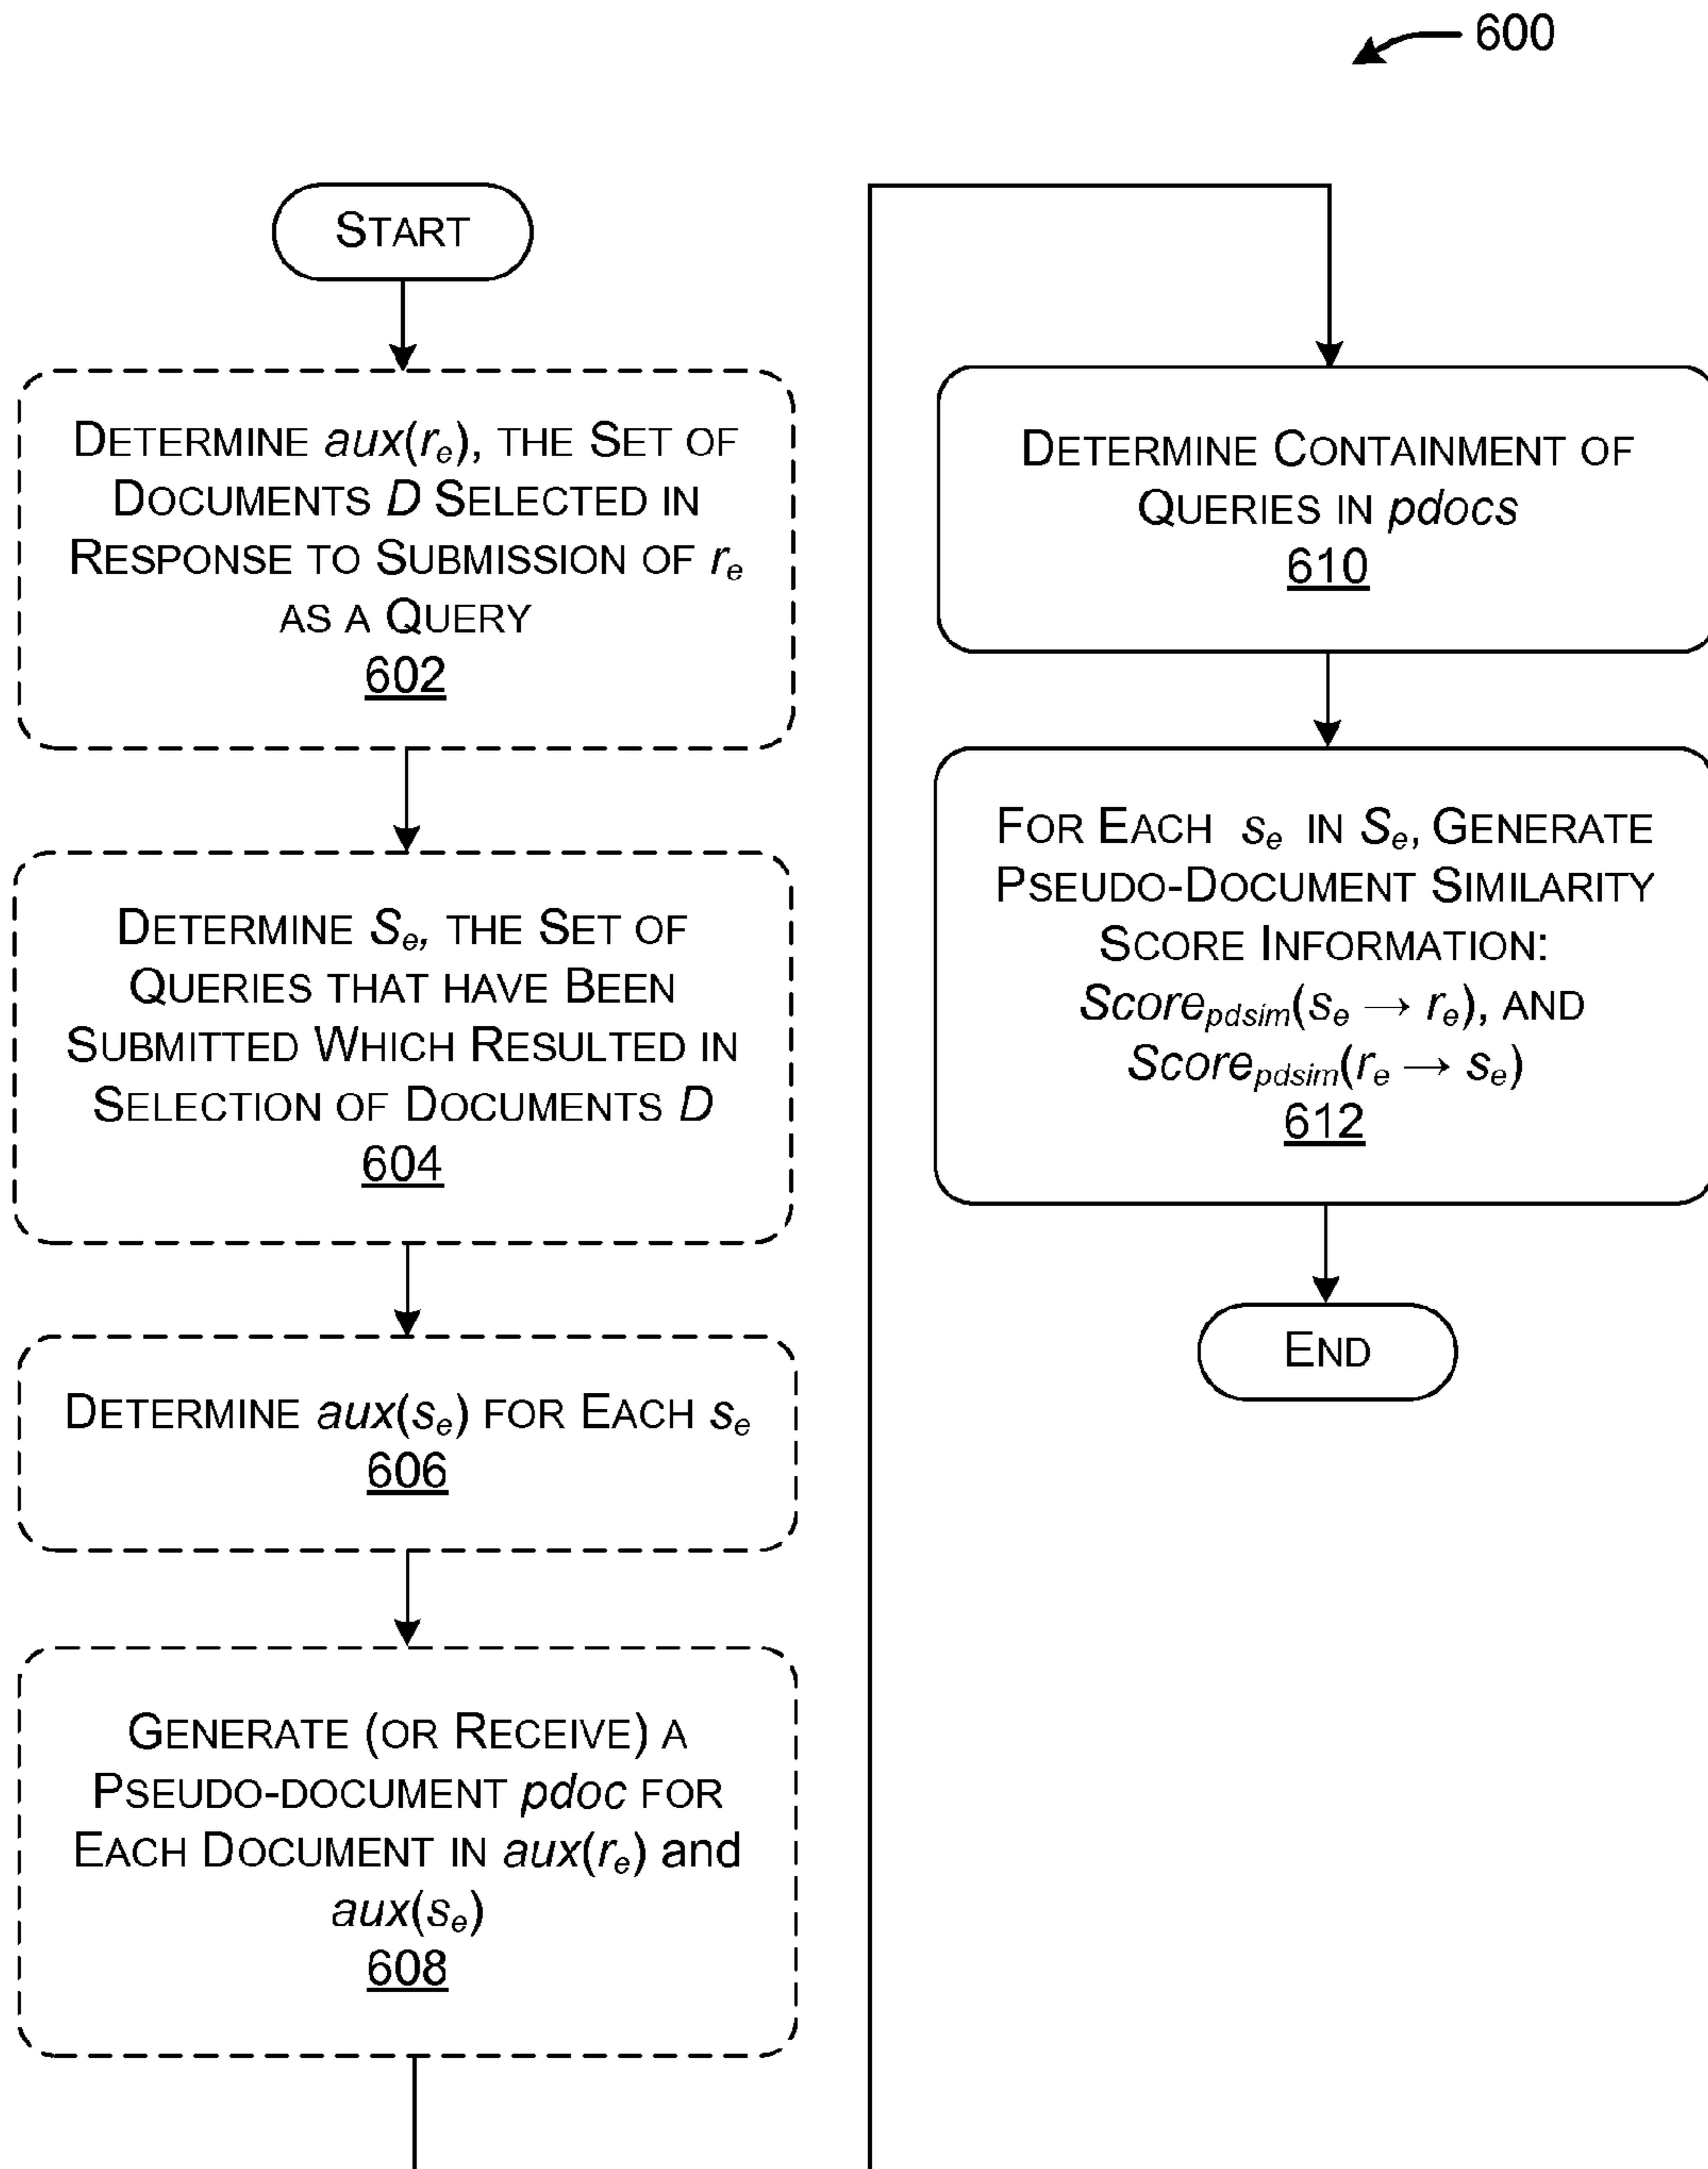 600
START
DETERMINE aux(re), THE SET OF
DOCUMENTS D SELECTED IN
RESPONSE TO SUBMISSION OF re
AS A QUERY
602
DETERMINE Se, THE SET OF
QUERIES THAT HAVE BEEN
SUBMITTED WHICH RESULTED IN
SELECTION OF DOCUMENTS D
604
DETERMINE aux(se) FOR EACH se
606
GENERATE (OR RECEIVE) A
PSEUDO-DOCUMENT pdoc FOR
EACH DOCUMENT IN aux(re) and
aux(se)
608
DETERMINE CONTAINMENT OF
QUERIES IN pdocs
610
FOR EACH se IN Se, GENERATE
PSEUDO-DOCUMENT SIMILARITY
SCORE INFORMATION:
Scorepdsim(se → re), AND
Scorepdsim(re → se)
612
END